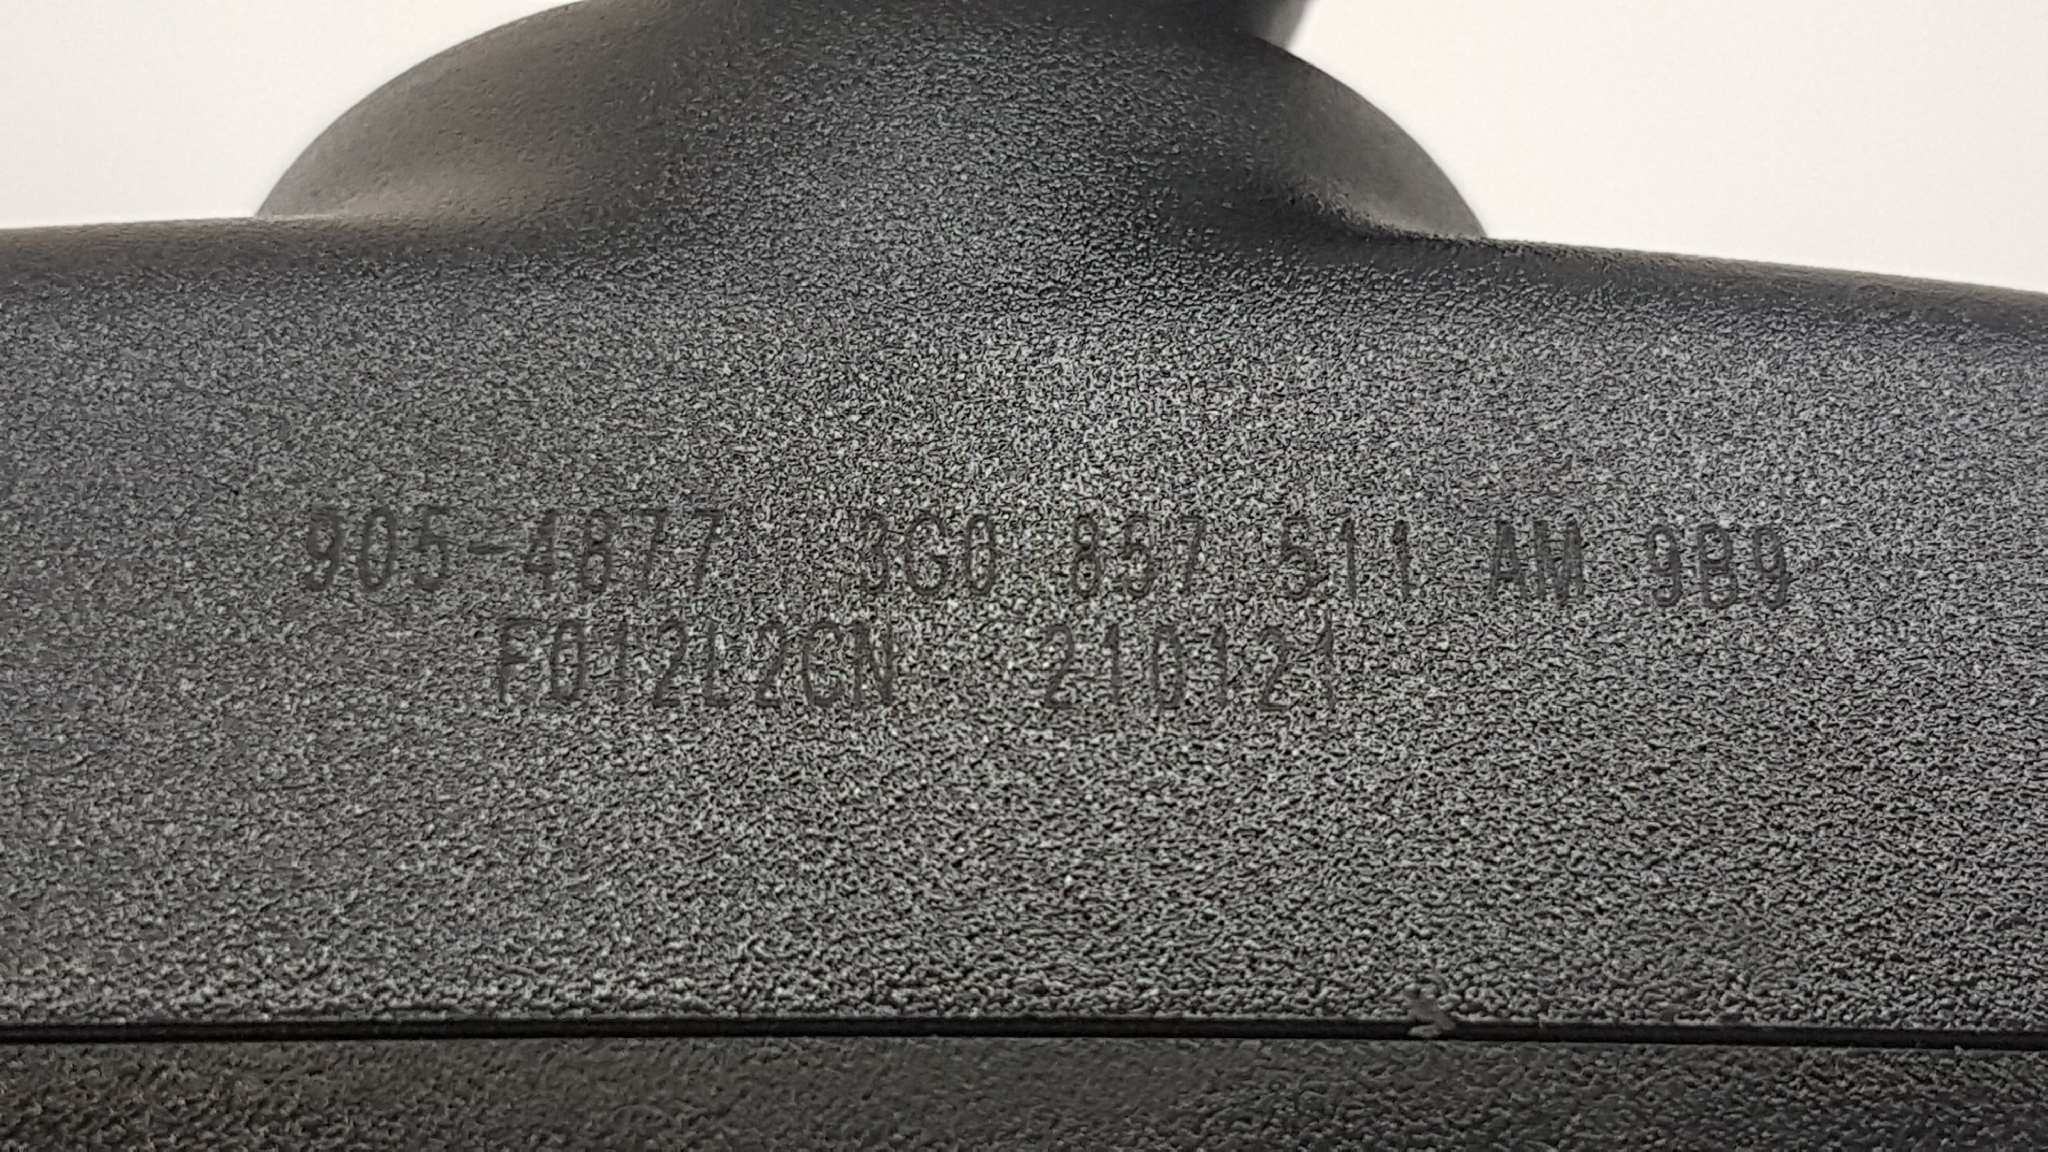 905-4877 3G0 857 511 AM 9B9
F012L2CN 210121